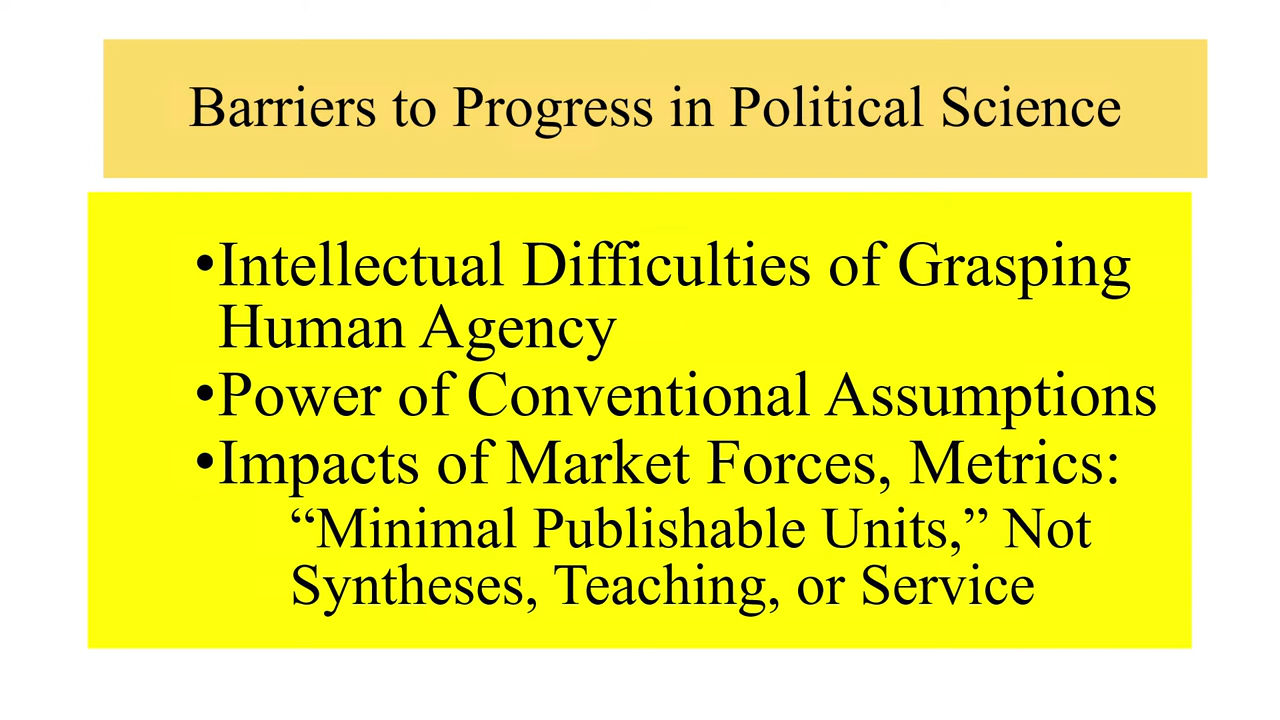 Barriers to Progress in Political Science
•Intellectual Difficulties of Grasping
Human Agency
•Power of Conventional Assumptions
•Impacts of Market Forces, Metrics:
“Minimal Publishable Units,” Not
Syntheses, Teaching, or Service